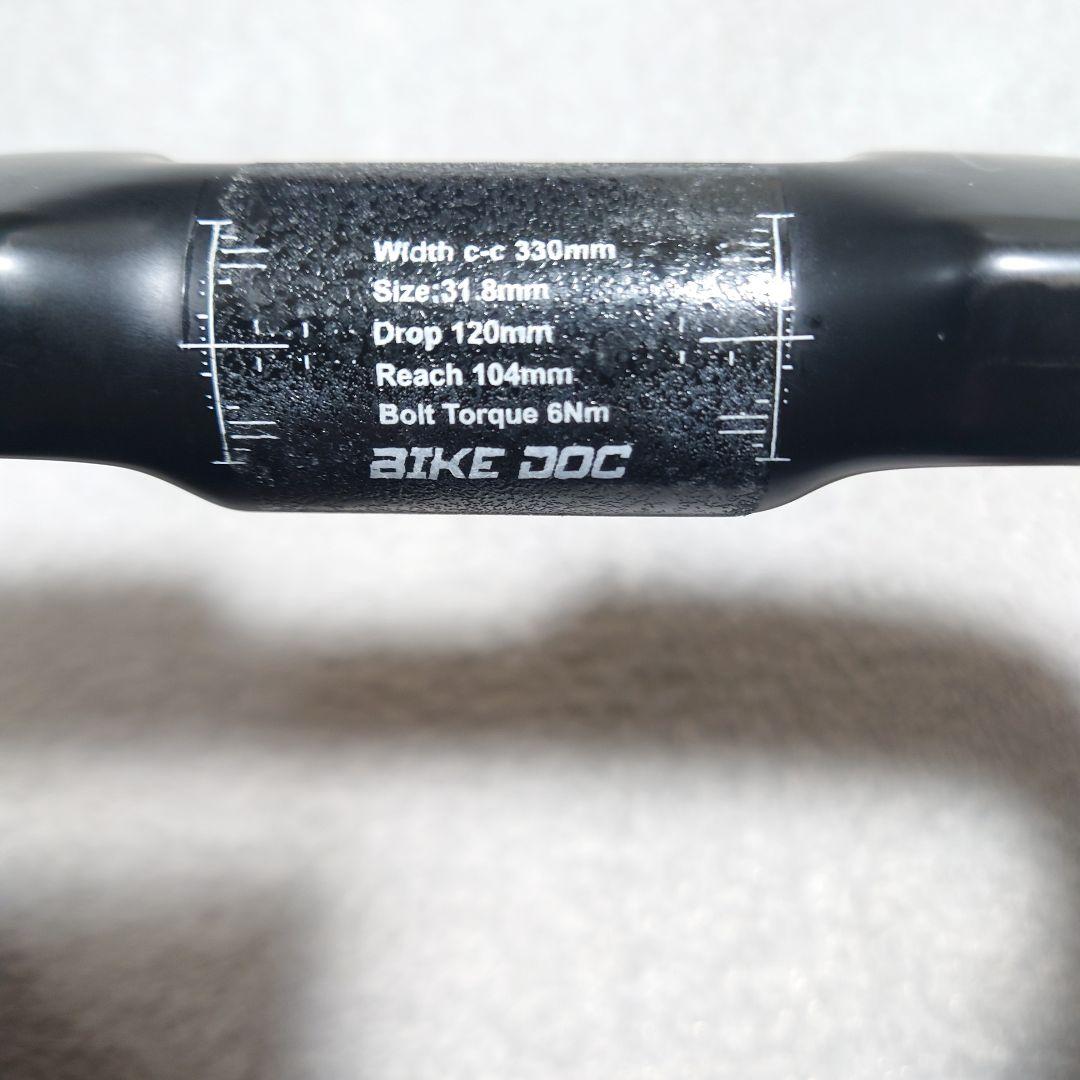 Width c-c 330mm
Size:31.8mm
Drop 120mm
Reach 104mm
Bolt Torque 6Nm
BIKE DOC